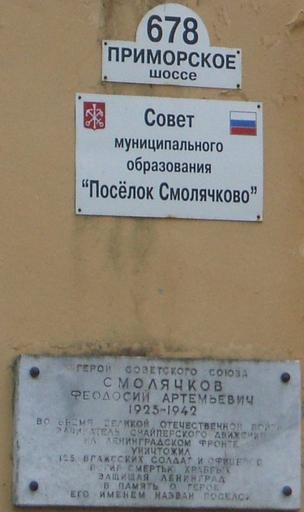 678
ПРИМОРСКОЕ
шоссе
Совет
муниципального
образования
"Посёлок Смолячково"
ГЕРОЙ СОВЕТСКОГО СОЮЗА
СМОЛЯЧКОВ
ФЕОДОСИЙ АРТЕМЬЕВИЧ
1923-1942
ВО ВРЕМЯ ВЕЛИКОЙ ОТЕЧЕСТВЕННОЙ ВОЙНЫ
ЗАЧИНАТЕЛЬ СНАЙПЕРСКОГО ДВИЖЕНИЯ
НА ЛЕНИНГРАДСКОМ ФРОНТЕ
УНИЧТОЖИЛ
125 ВРАЖЕСКИХ СОЛДАТ И ОФИЦЕРОВ
ПОГИБ СМЕРТЬЮ ХРАБРЫХ
ЗАЩИЩАЯ ЛЕНИНГРАД
В ПАМЯТЬ О ГЕРОЕ
ЕГО ИМЕНЕМ НАЗВАН ПОСЕЛОК